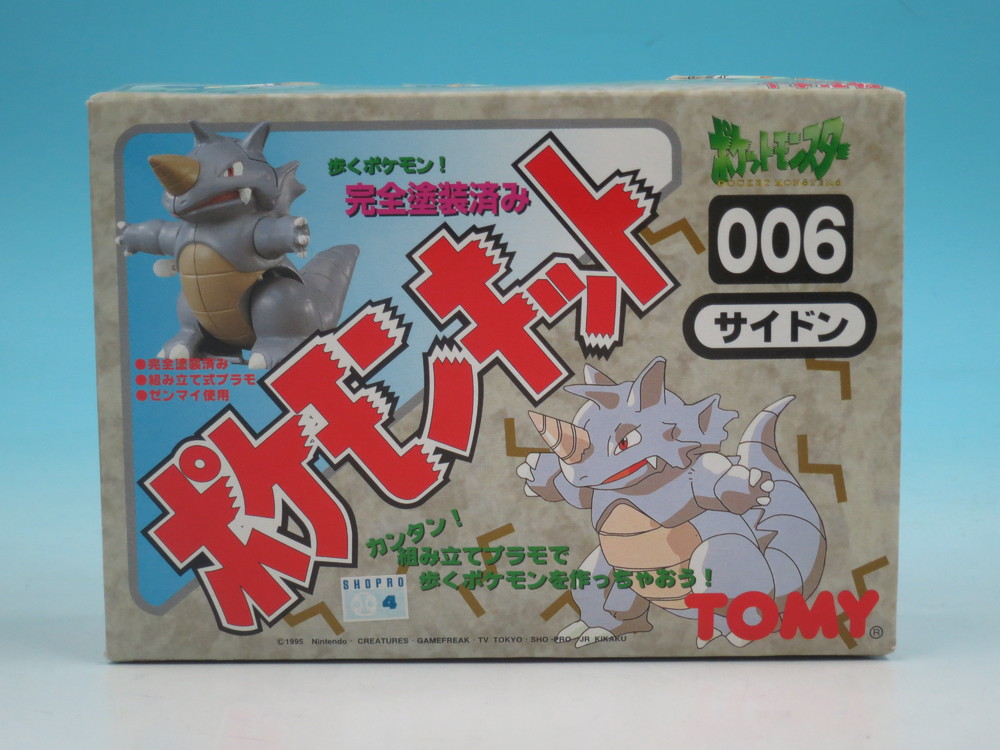 歩くポケモン！
完全塗装済み
ポケモンキット
ポケットモンスター
POCKET MONSTERS
006
サイドン
●完全塗装済み
●組み立て式プラモ
●ゼンマイ使用
カンタン！
組み立てプラモで
歩くポケモンを作っちゃおう！
SHOPRO
4
TOMY®
©1995 Nintendo・CREATURES・GAMEFREAK・TV TOKYO・SHO-PRO・JR KIKAKU